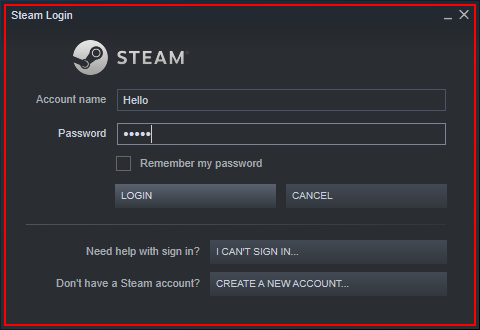 Steam Login
STEAM
Account name Hello
Password •••••
Remember my password
LOGIN CANCEL
Need help with sign in? I CAN'T SIGN IN...
Don't have a Steam account? CREATE A NEW ACCOUNT...